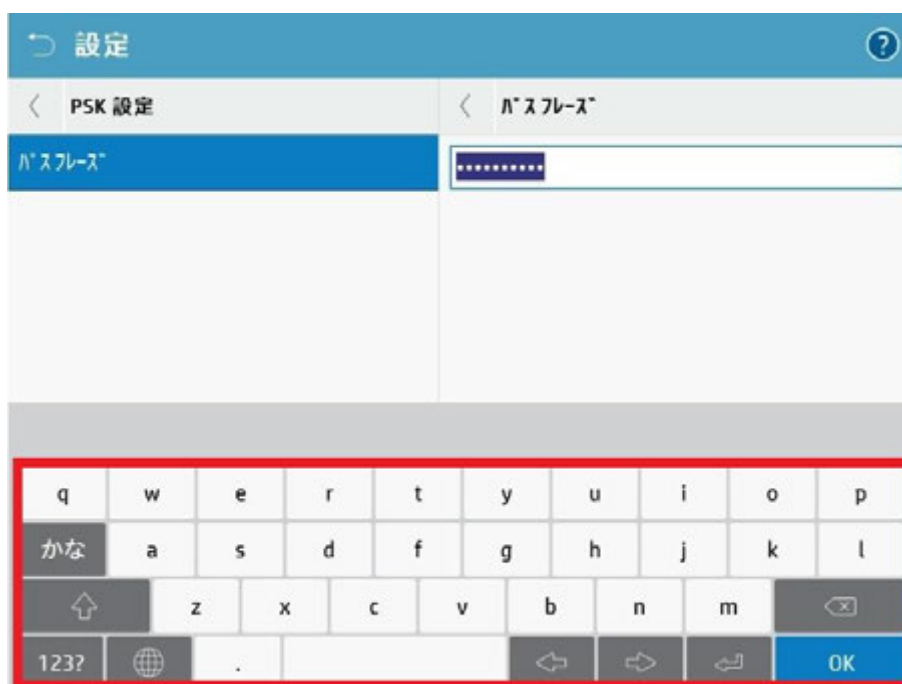 設定 ?
PSK 設定
ﾊﾟｽﾌﾚｰｽﾞ
ﾊﾟｽﾌﾚｰｽﾞ
••••••••••
q w e r t y u i o p
かな a s d f g h j k l
z x c v b n m
123? . OK